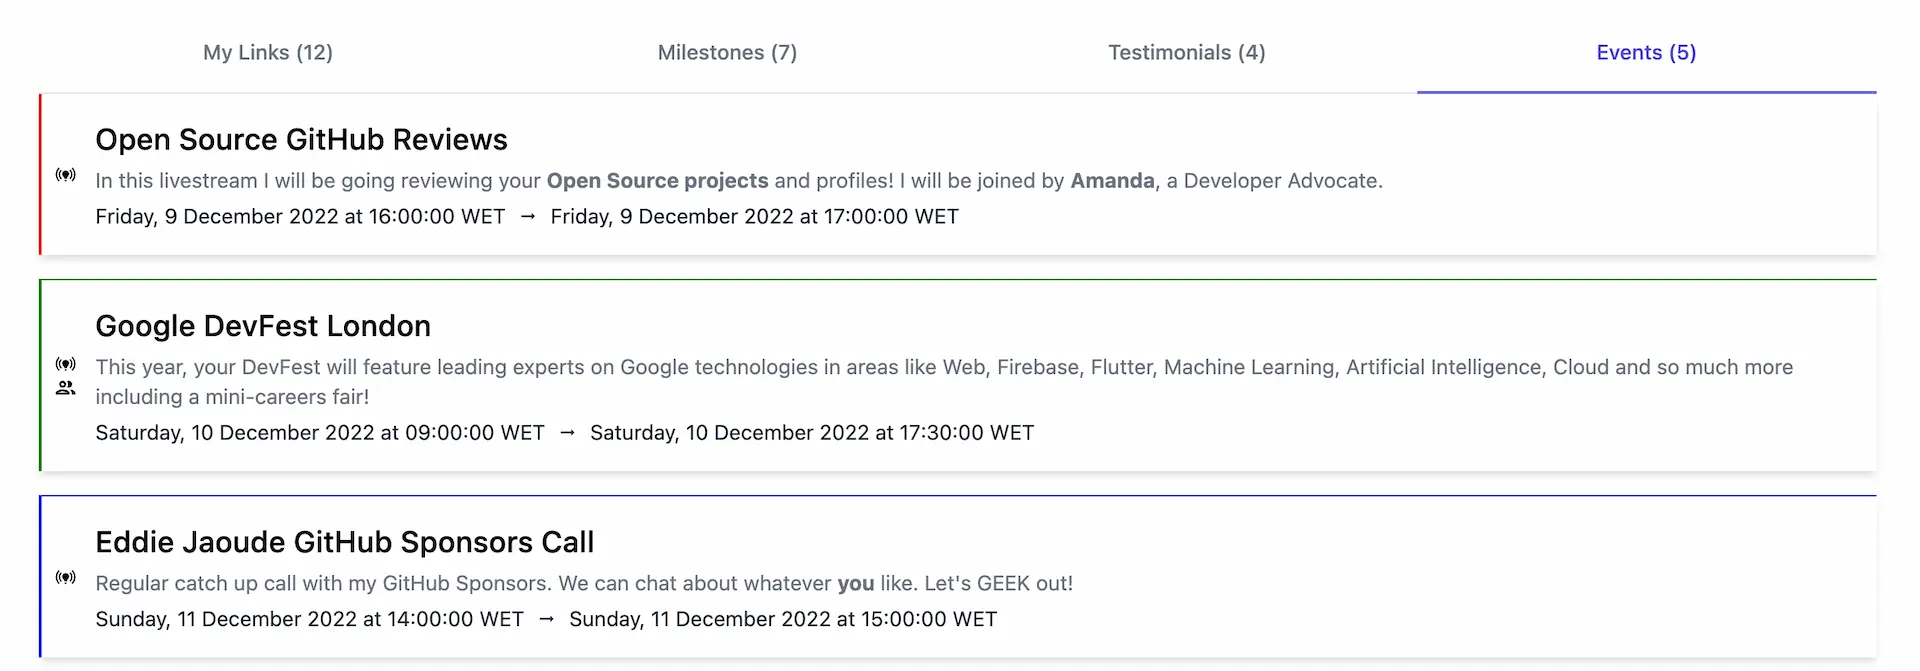 My Links (12) Milestones (7) Testimonials (4) Events (5)
Open Source GitHub Reviews
In this livestream I will be going reviewing your Open Source projects and profiles! I will be joined by Amanda, a Developer Advocate.
Friday, 9 December 2022 at 16:00:00 WET → Friday, 9 December 2022 at 17:00:00 WET
Google DevFest London
This year, your DevFest will feature leading experts on Google technologies in areas like Web, Firebase, Flutter, Machine Learning, Artificial Intelligence, Cloud and so much more
including a mini-careers fair!
Saturday, 10 December 2022 at 09:00:00 WET → Saturday, 10 December 2022 at 17:30:00 WET
Eddie Jaoude GitHub Sponsors Call
Regular catch up call with my GitHub Sponsors. We can chat about whatever you like. Let's GEEK out!
Sunday, 11 December 2022 at 14:00:00 WET → Sunday, 11 December 2022 at 15:00:00 WET